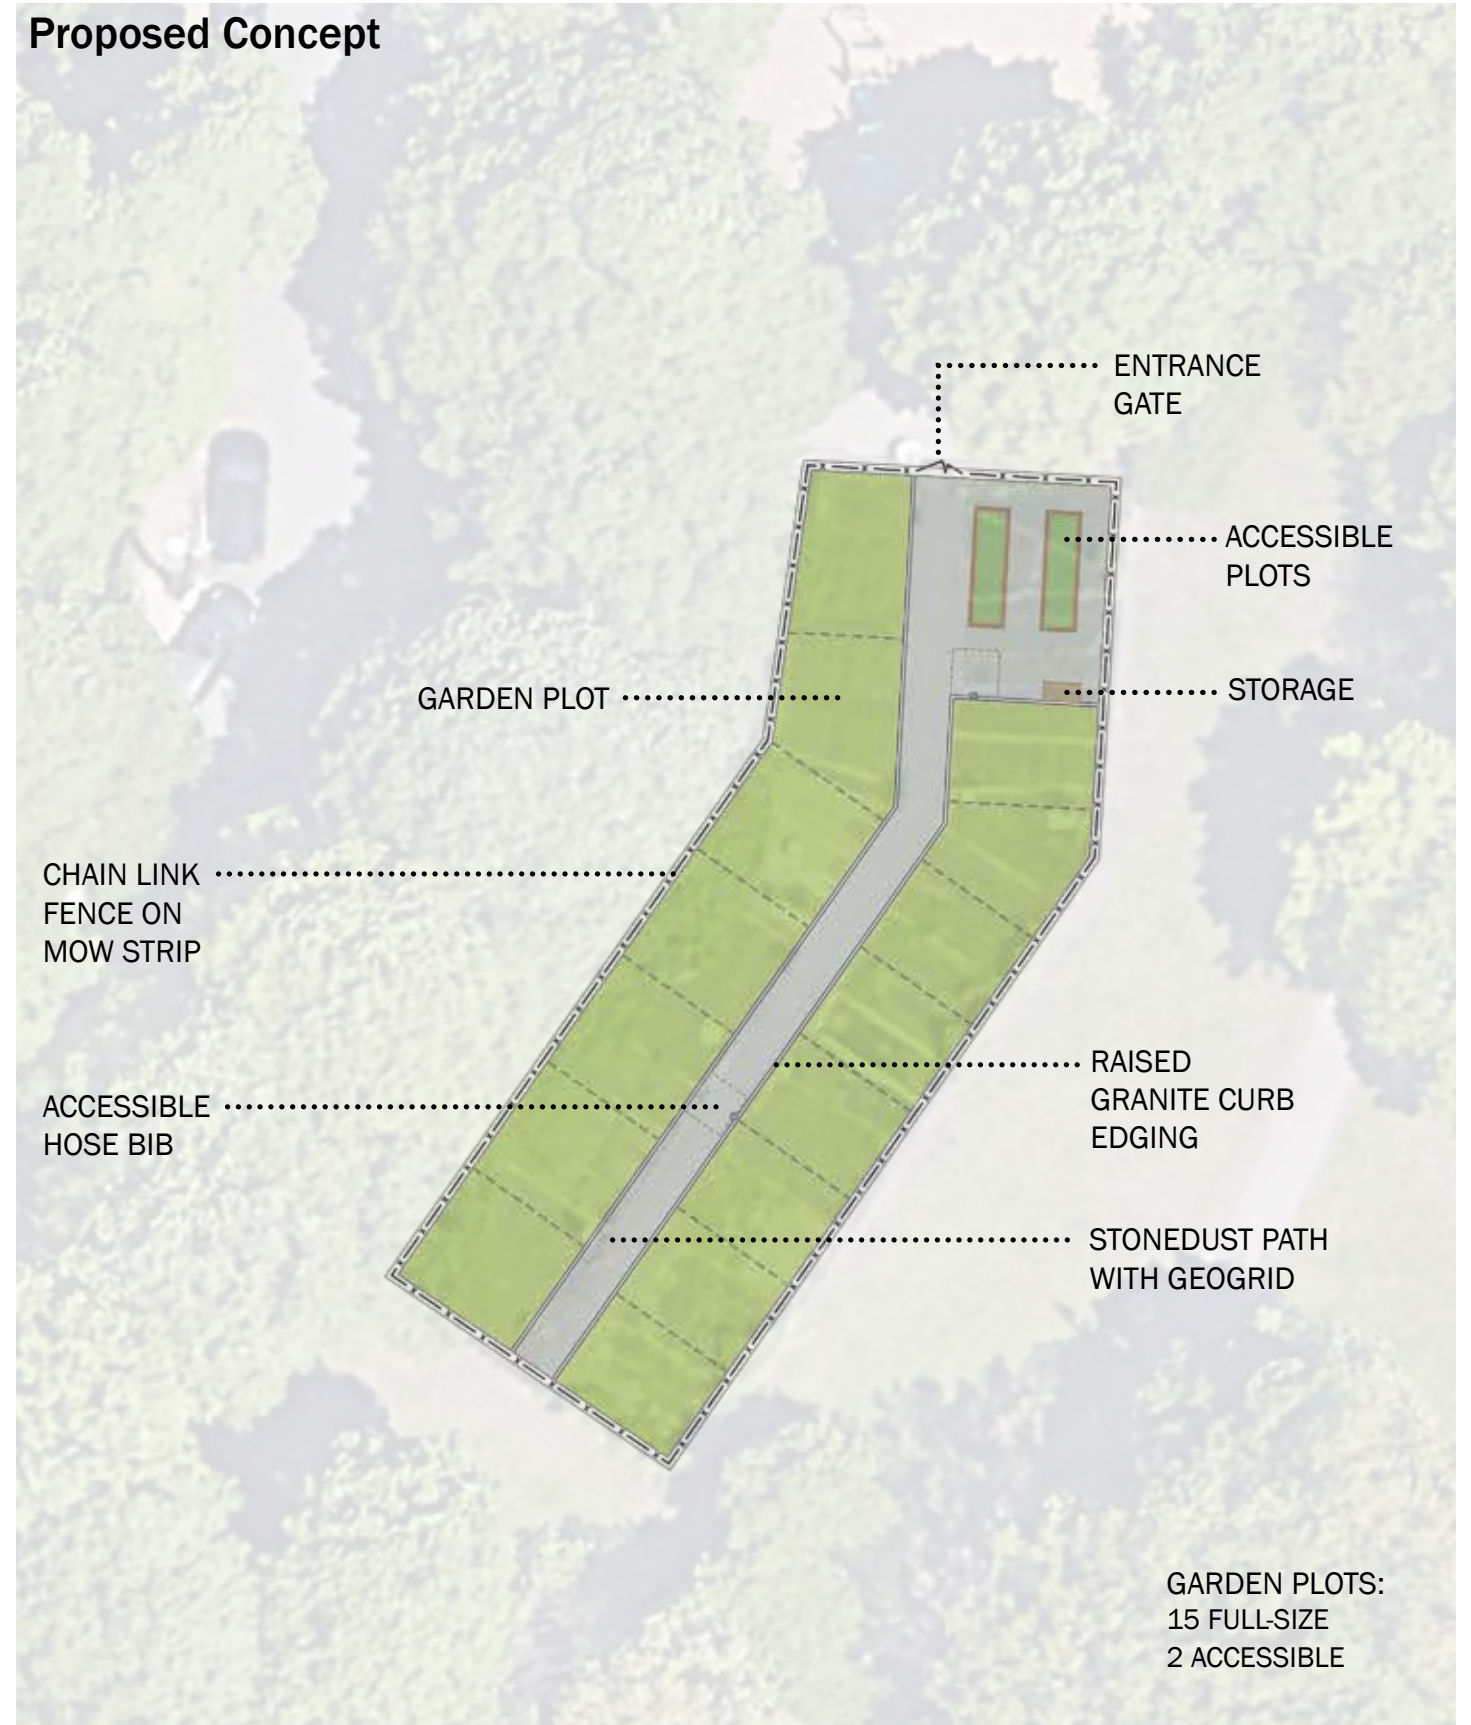 Proposed Concept
ENTRANCE
GATE
ACCESSIBLE
PLOTS
GARDEN PLOT
STORAGE
CHAIN LINK
FENCE ON
MOW STRIP
RAISED
GRANITE CURB
EDGING
ACCESSIBLE
HOSE BIB
STONEDUST PATH
WITH GEOGRID
GARDEN PLOTS:
15 FULL-SIZE
2 ACCESSIBLE